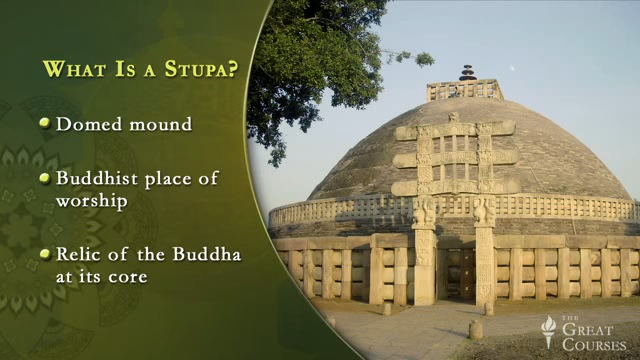 What Is a Stupa?
Domed mound
Buddhist place of
worship
Relic of the Buddha
at its core
THE
GREAT
COURSES